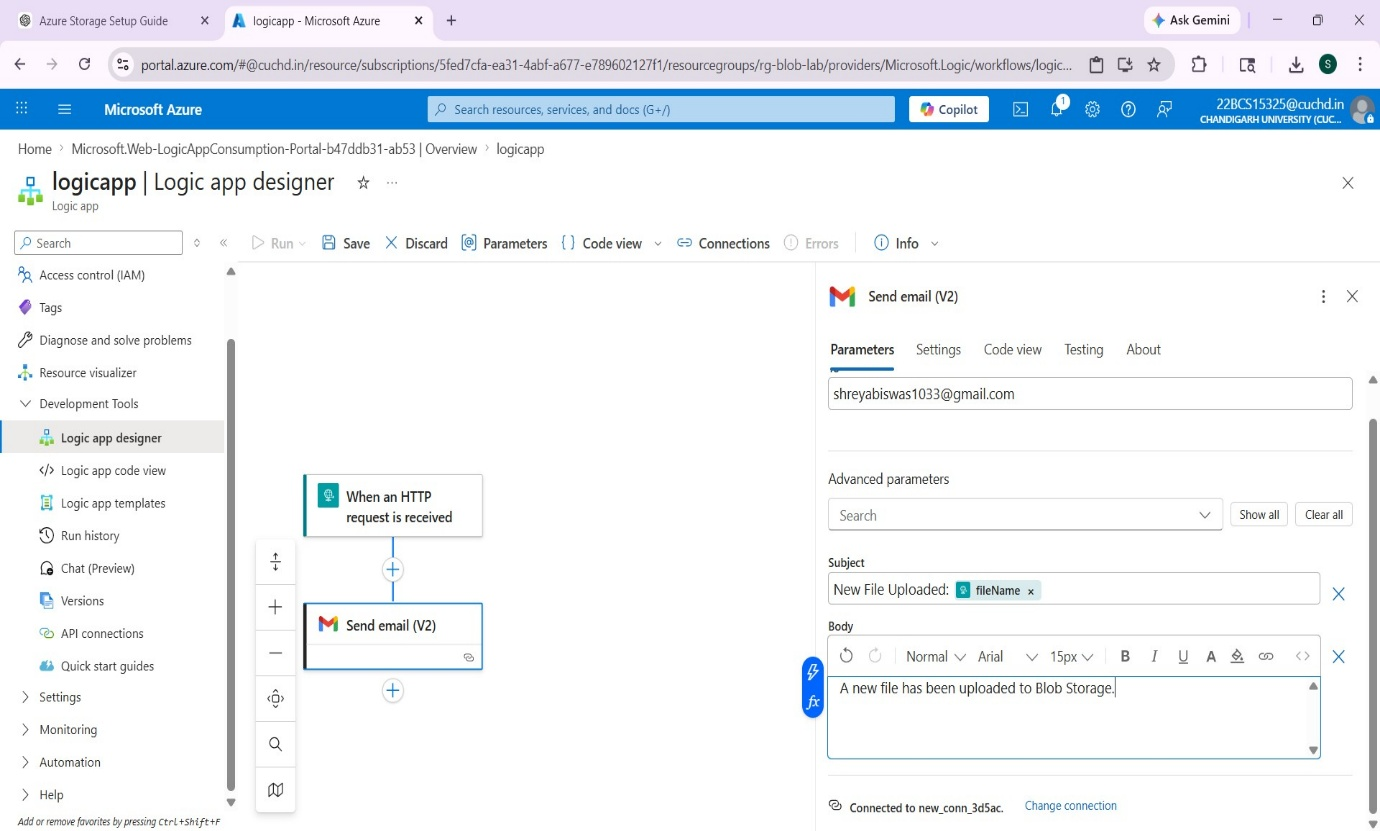 Azure Storage Setup Guide
logicapp - Microsoft Azure
Ask Gemini
portal.azure.com/#@cuchd.in/resource/subscriptions/5fed7cfa-ea31-4abf-a677-e789602127f1/resourcegroups/rg-blob-lab/providers/Microsoft.Logic/workflows/logic...
S
Microsoft Azure
Search resources, services, and docs (G+/)
Copilot
1
22BCS15325@cuchd.in
CHANDIGARH UNIVERSITY (CUC...
Home > Microsoft.Web-LogicAppConsumption-Portal-b47ddb31-ab53 | Overview > logicapp
logicapp | Logic app designer
Logic app
Search
Run
Save
Discard
Parameters
Code view
Connections
Errors
Info
Access control (IAM)
Tags
Diagnose and solve problems
Resource visualizer
Development Tools
Logic app designer
Logic app code view
Logic app templates
Run history
Chat (Preview)
Versions
API connections
Quick start guides
Settings
Monitoring
Automation
Help
Add or remove favorites by pressing Ctrl+Shift+F
When an HTTP
request is received
Send email (V2)
Send email (V2)
Parameters
Settings
Code view
Testing
About
shreyabiswas1033@gmail.com
Advanced parameters
Search
Show all
Clear all
Subject
New File Uploaded: fileName
Body
Normal
Arial
15px
B I U A
fx
A new file has been uploaded to Blob Storage.
Connected to new_conn_3d5ac.
Change connection